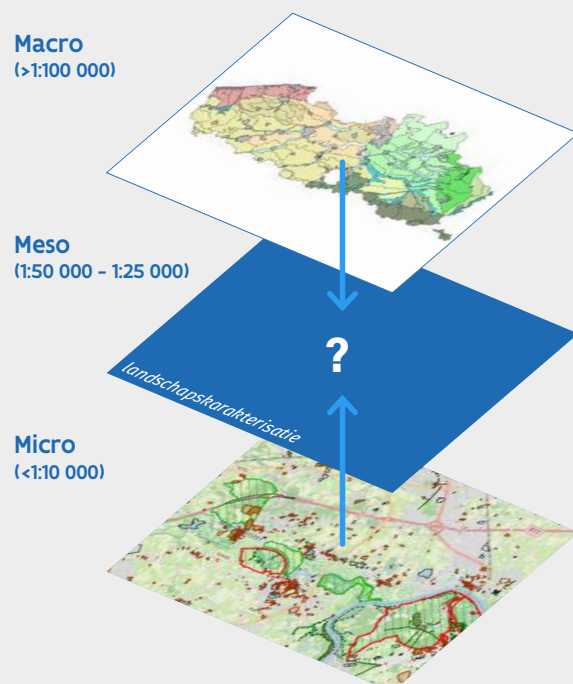 Macro
(>1:100 000)
Meso
(1:50 000 – 1:25 000)
?
landschapskarakterisatie
Micro
(<1:10 000)